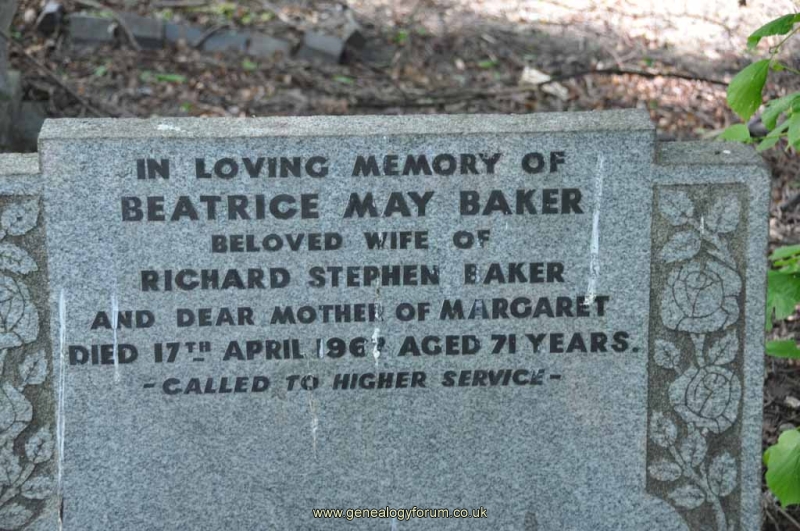 IN LOVING MEMORY OF
BEATRICE MAY BAKER
BELOVED WIFE OF
RICHARD STEPHEN BAKER
AND DEAR MOTHER OF MARGARET
DIED 17TH APRIL AGED 71 YEARS.
- CALLED TO HIGHER SERVICE -
www.genealogyforum.co.uk